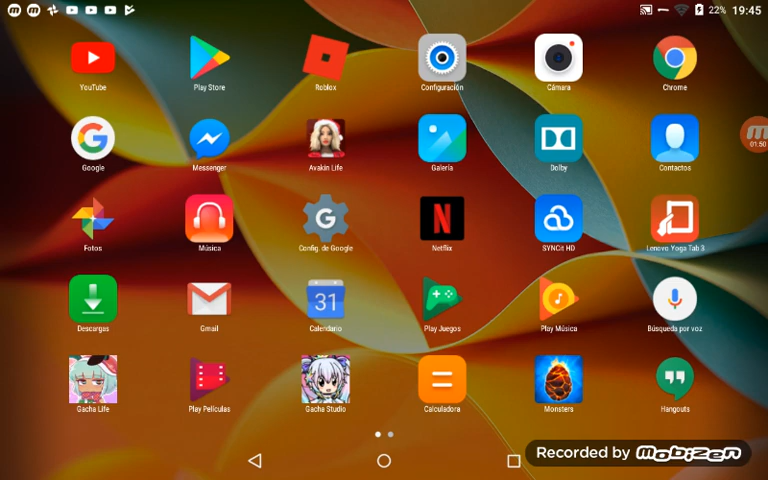 22% 19:45
YouTube
Play Store
Roblox
Configuración
Cámara
Chrome
01:50
Google
Messenger
Avakin Life
Galería
Dolby
Contactos
Fotos
Música
Config. de Google
Netflix
SYNCit HD
Lenovo Yoga Tab 3
31
Descargas
Gmail
Calendario
Play Juegos
Play Música
Búsqueda por voz
Gacha Life
Play Películas
Gacha Studio
Calculadora
Monsters
Hangouts
Recorded by Mobizen